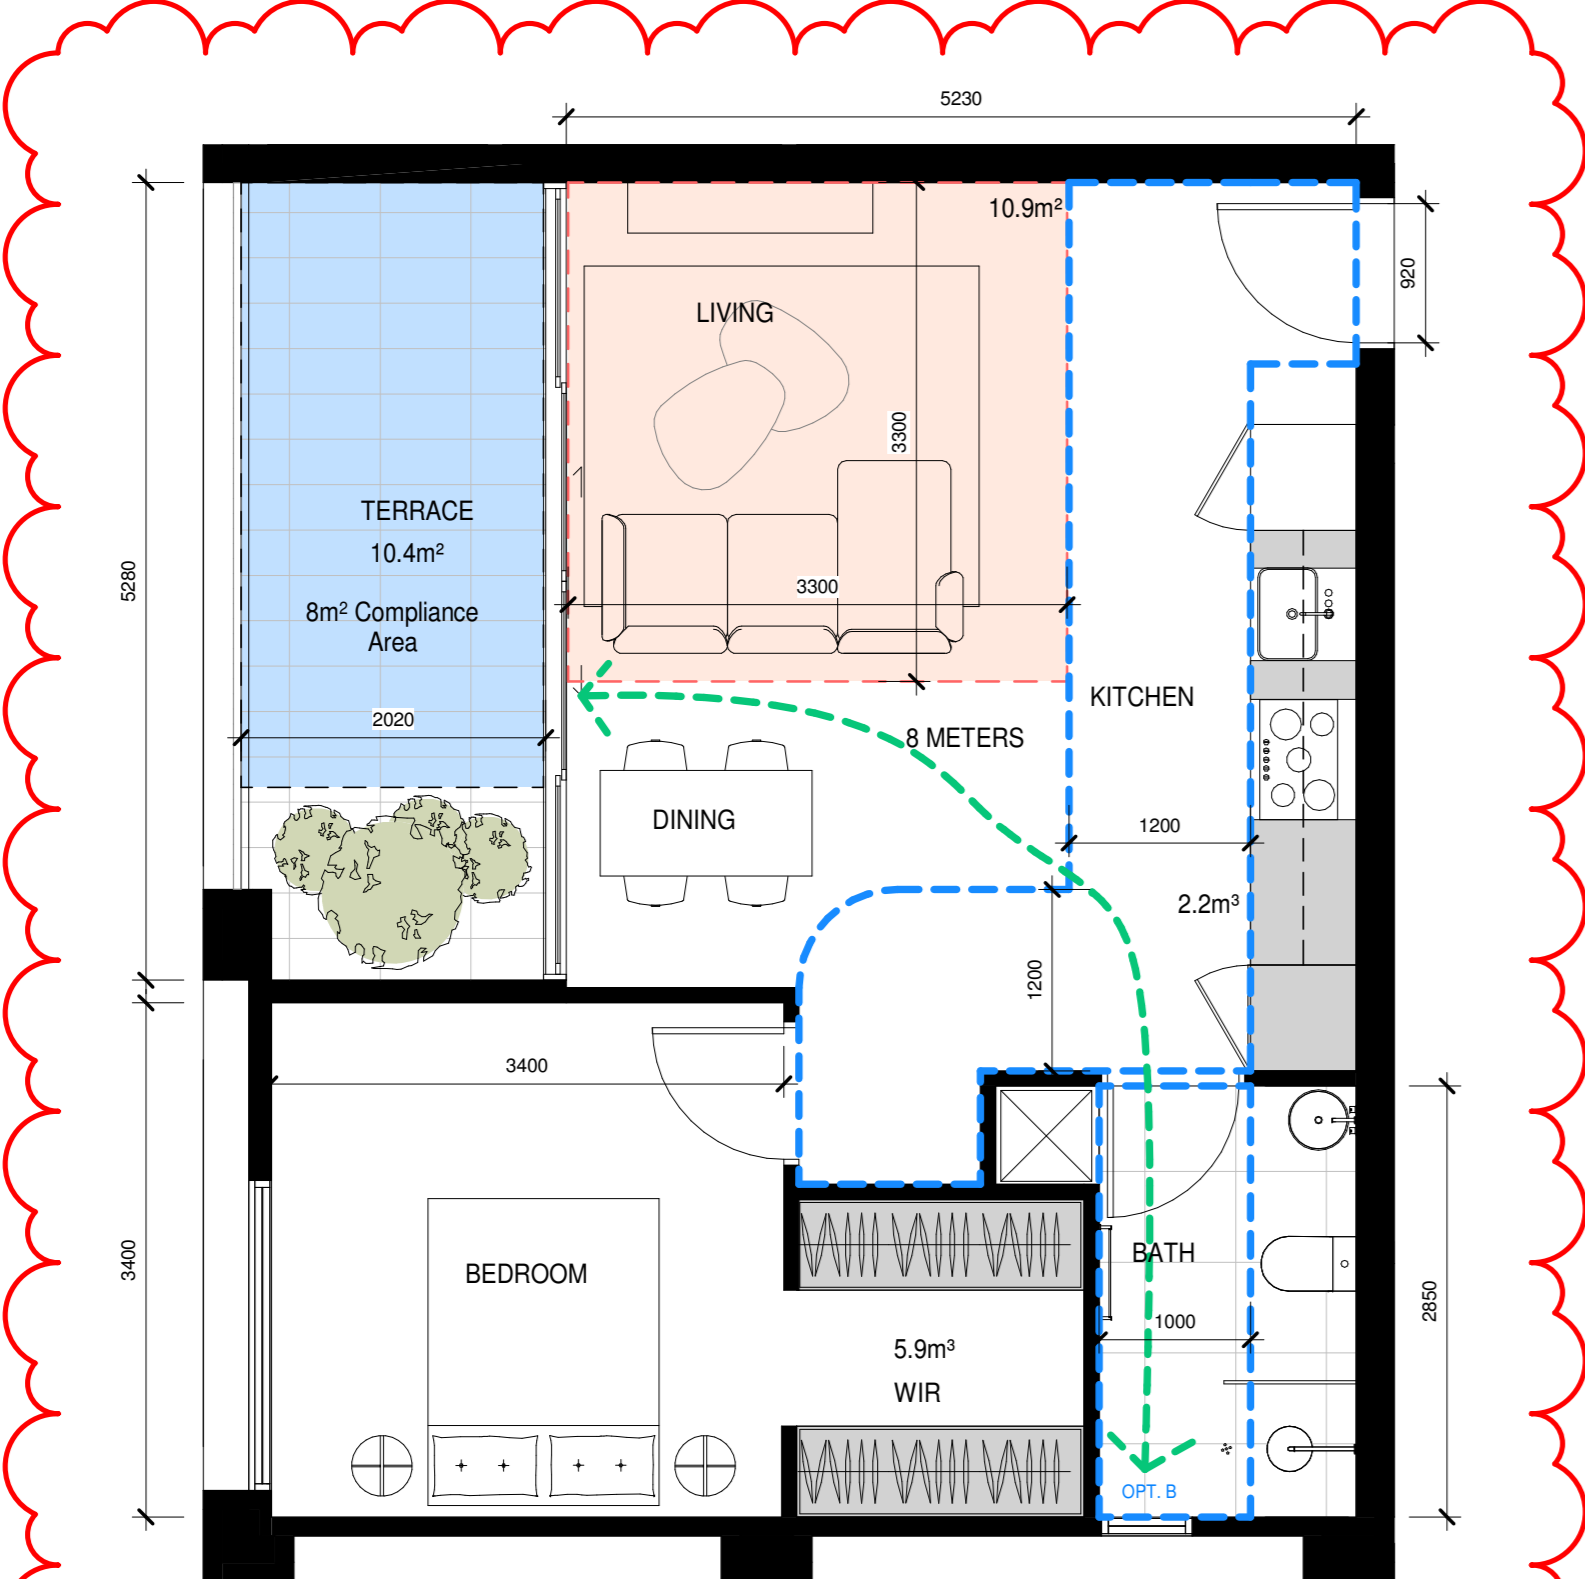 5230
10.9m²
920
LIVING
3300
TERRACE
10.4m²
5280
3300
8m² Compliance
Area
KITCHEN
2020
8 METERS
DINING
1200
2.2m³
1200
3400
BEDROOM
BATH
3400
2850
1000
5.9m³
WIR
OPT. B